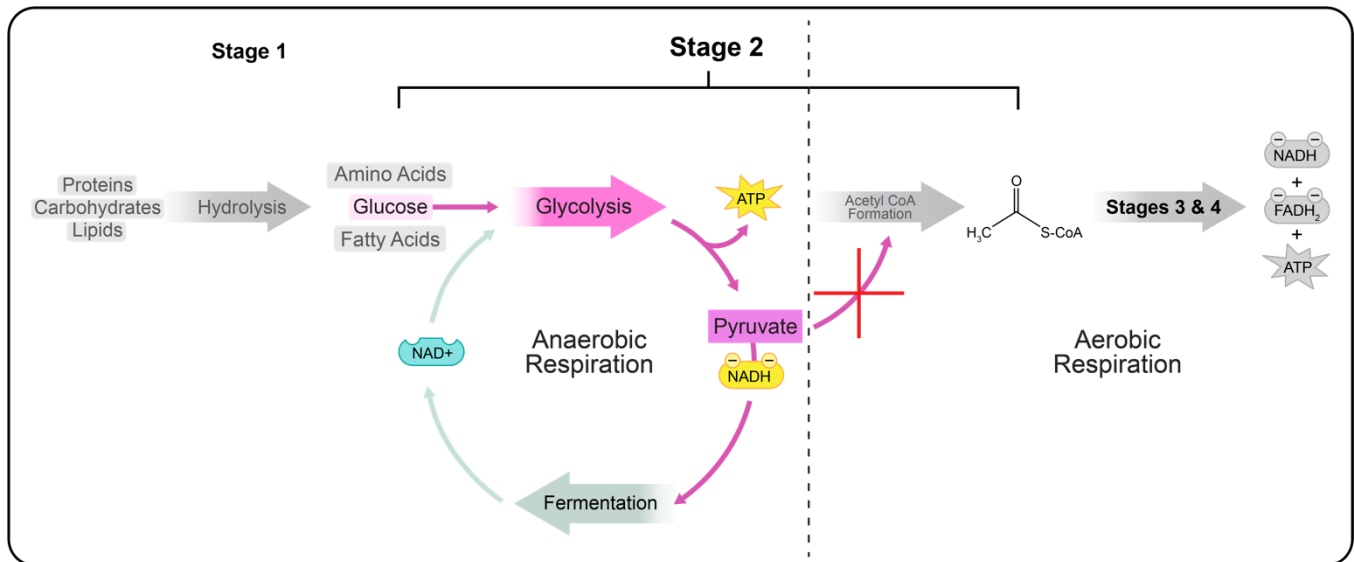 Stage 1
Stage 2
Proteins
Carbohydrates
Lipids
Hydrolysis
Amino Acids
Glucose
Fatty Acids
Glycolysis
ATP
Acetyl CoA
Formation
O
H₃C
S-CoA
Stages 3 & 4
− −
NADH
+
− −
FADH₂
+
ATP
NAD+
Anaerobic
Respiration
Pyruvate
− −
NADH
Aerobic
Respiration
Fermentation